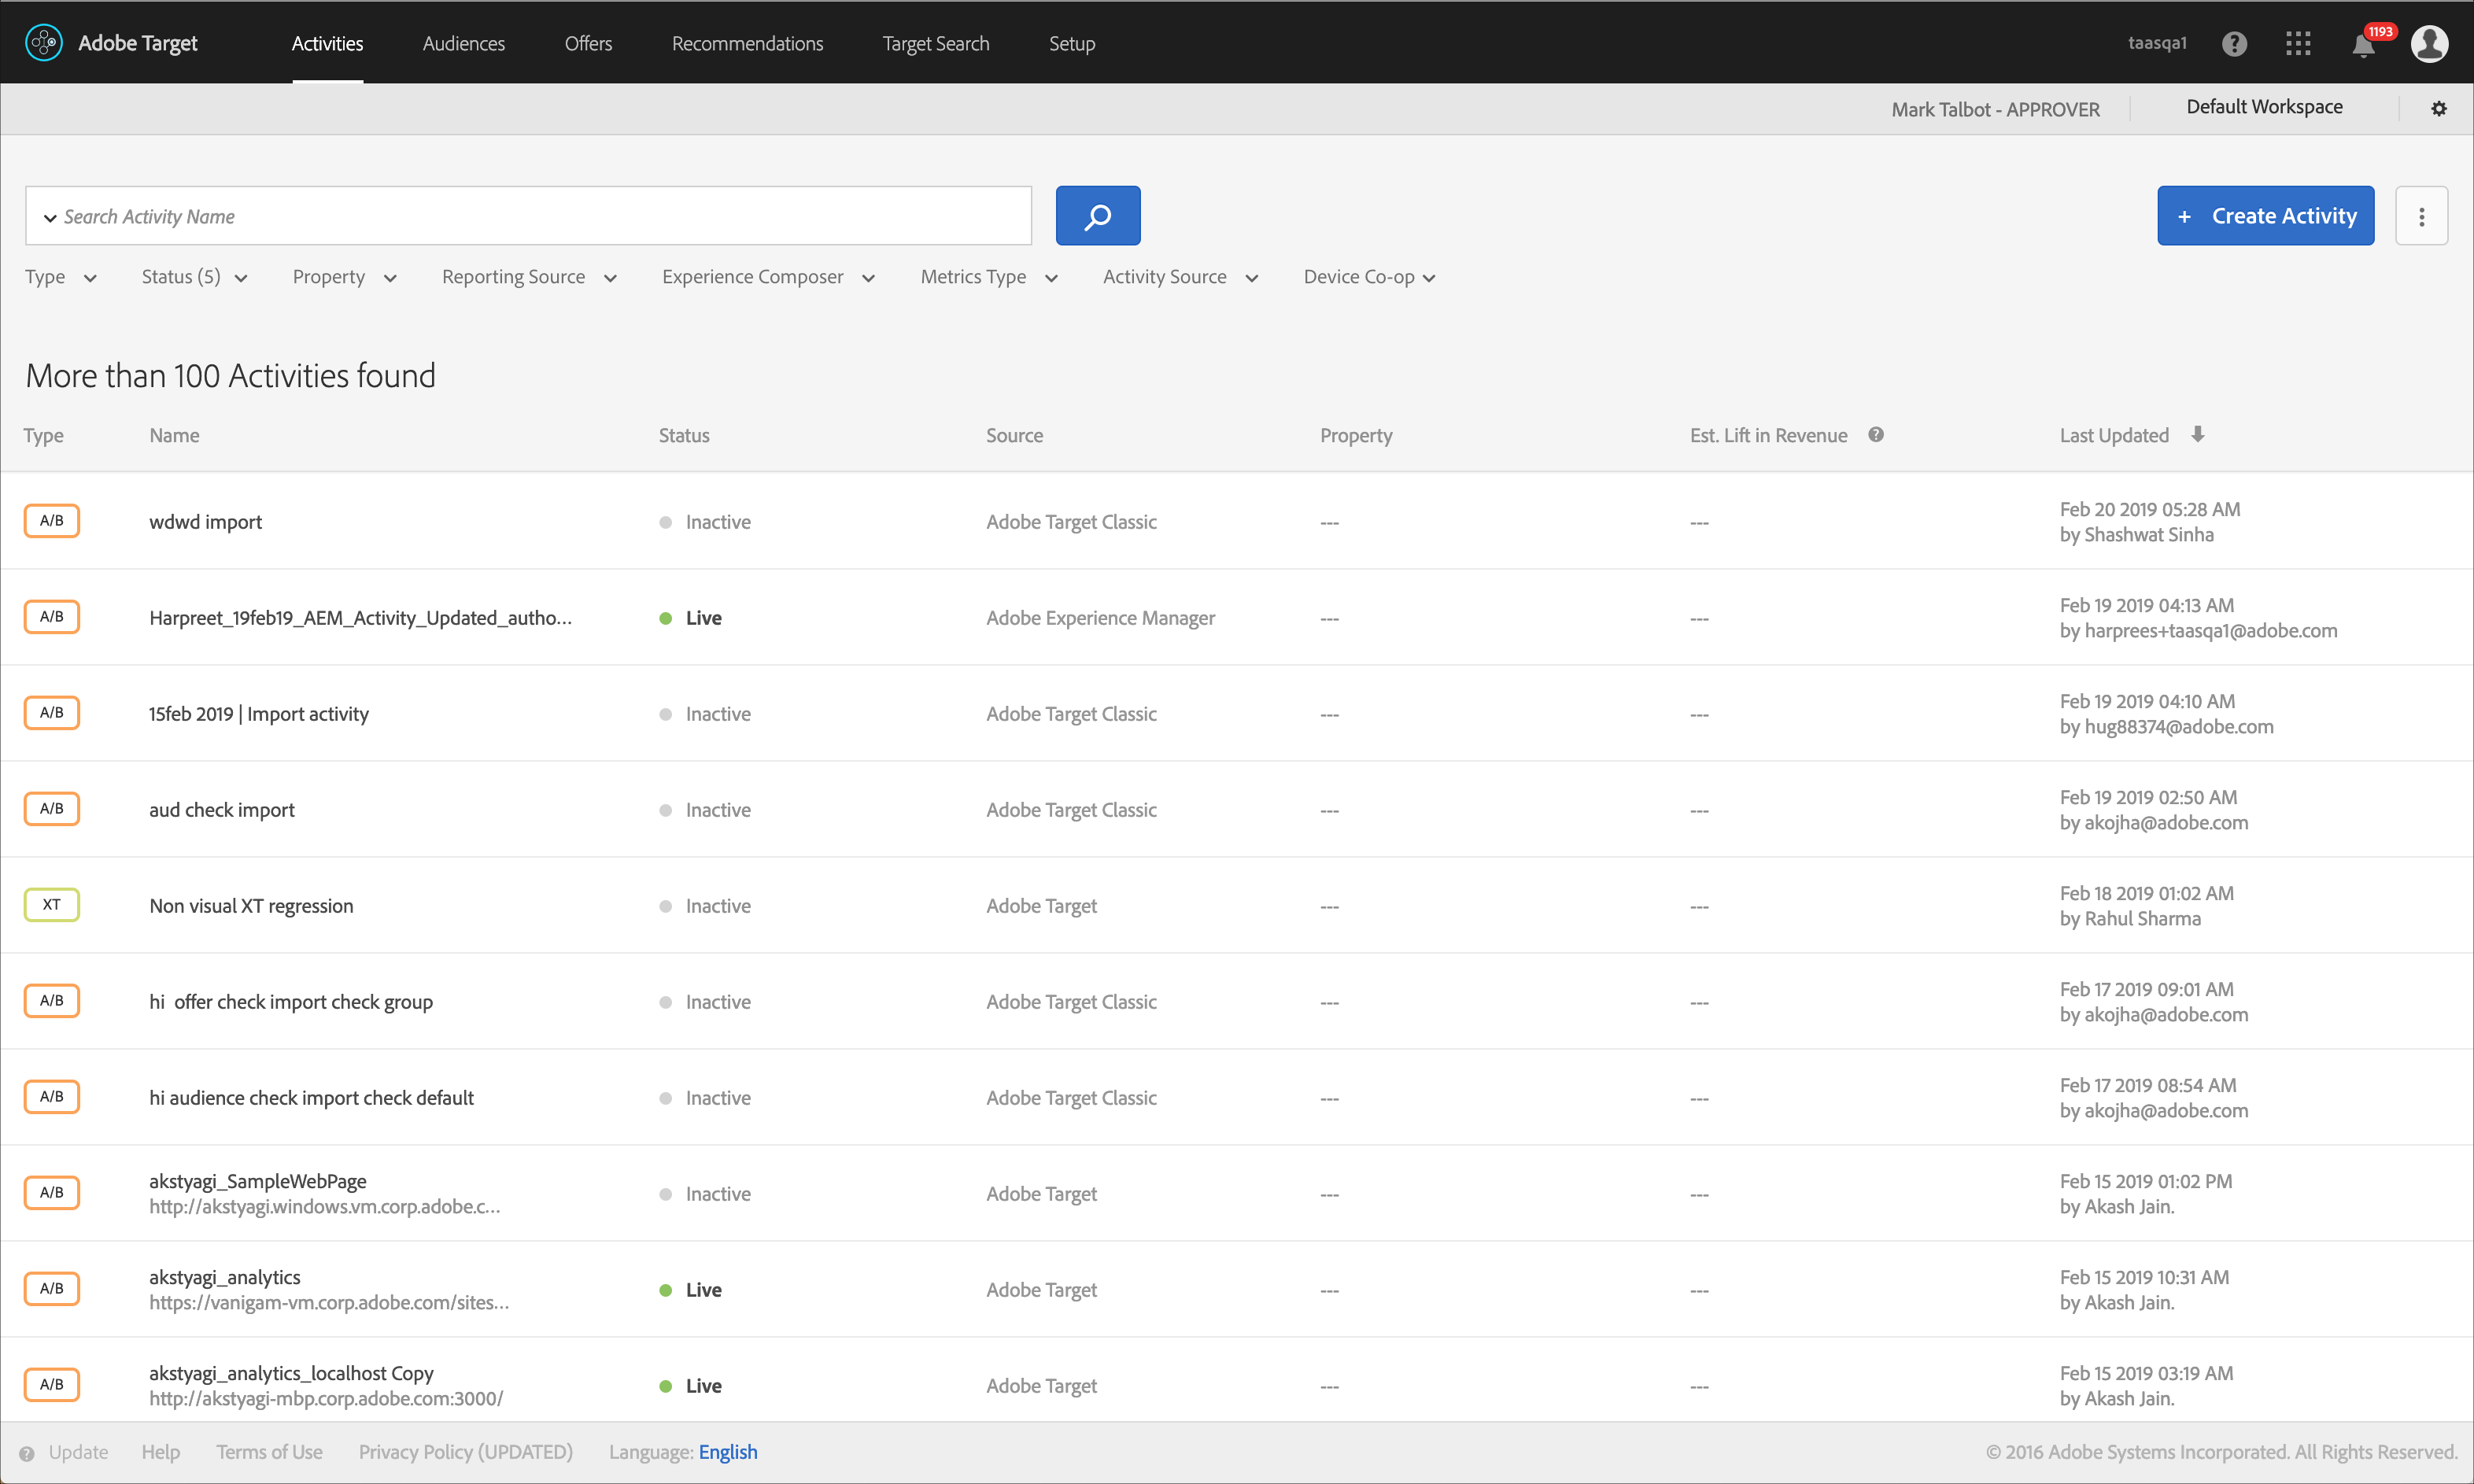 Adobe Target
Activities
Audiences
Offers
Recommendations
Target Search
Setup
taasqa1
1193
Mark Talbot - APPROVER
Default Workspace
Search Activity Name
+ Create Activity
Type
Status (5)
Property
Reporting Source
Experience Composer
Metrics Type
Activity Source
Device Co-op
More than 100 Activities found
Type Name Status Source Property Est. Lift in Revenue ? Last Updated
A/B wdwd import Inactive Adobe Target Classic --- --- Feb 20 2019 05:28 AM
by Shashwat Sinha
A/B Harpreet_19feb19_AEM_Activity_Updated_autho... Live Adobe Experience Manager --- --- Feb 19 2019 04:13 AM
by harprees+taasqa1@adobe.com
A/B 15feb 2019 | Import activity Inactive Adobe Target Classic --- --- Feb 19 2019 04:10 AM
by hug88374@adobe.com
A/B aud check import Inactive Adobe Target Classic --- --- Feb 19 2019 02:50 AM
by akojha@adobe.com
XT Non visual XT regression Inactive Adobe Target --- --- Feb 18 2019 01:02 AM
by Rahul Sharma
A/B hi offer check import check group Inactive Adobe Target Classic --- --- Feb 17 2019 09:01 AM
by akojha@adobe.com
A/B hi audience check import check default Inactive Adobe Target Classic --- --- Feb 17 2019 08:54 AM
by akojha@adobe.com
A/B akstyagi_SampleWebPage Inactive Adobe Target --- --- Feb 15 2019 01:02 PM
http://akstyagi.windows.vm.corp.adobe.c... by Akash Jain.
A/B akstyagi_analytics Live Adobe Target --- --- Feb 15 2019 10:31 AM
https://vanigam-vm.corp.adobe.com/sites... by Akash Jain.
A/B akstyagi_analytics_localhost Copy Live Adobe Target --- --- Feb 15 2019 03:19 AM
http://akstyagi-mbp.corp.adobe.com:3000/ by Akash Jain.
? Update Help Terms of Use Privacy Policy (UPDATED) Language: English © 2016 Adobe Systems Incorporated. All Rights Reserved.